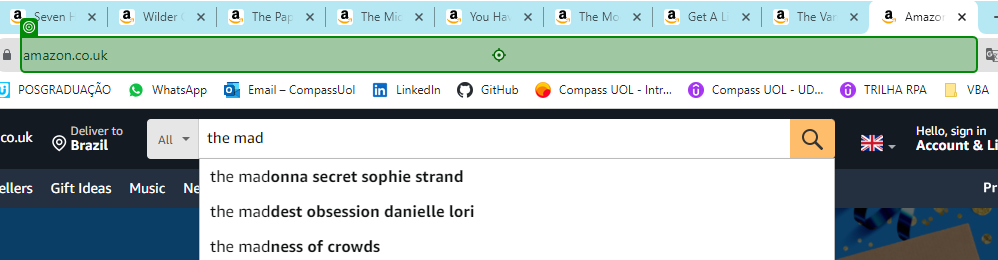 Seven H Wilder The Pap The Mic You Hav The Mo Get A Li The Var Amazor
amazon.co.uk
POSGRADUAÇÃO WhatsApp Email – CompassUol LinkedIn GitHub Compass UOL - Intr... Compass UOL - UD... TRILHA RPA VBA
Deliver to Hello, sign in
co.uk Brazil All the mad Account & Li
ellers Gift Ideas Music Ne Pr
the madonna secret sophie strand
the maddest obsession danielle lori
the madness of crowds